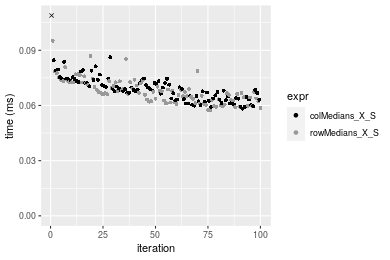 0.09
0.06
0.03
0.00
time (ms)
0
25
50
75
100
iteration
expr
colMedians_X_S
rowMedians_X_S